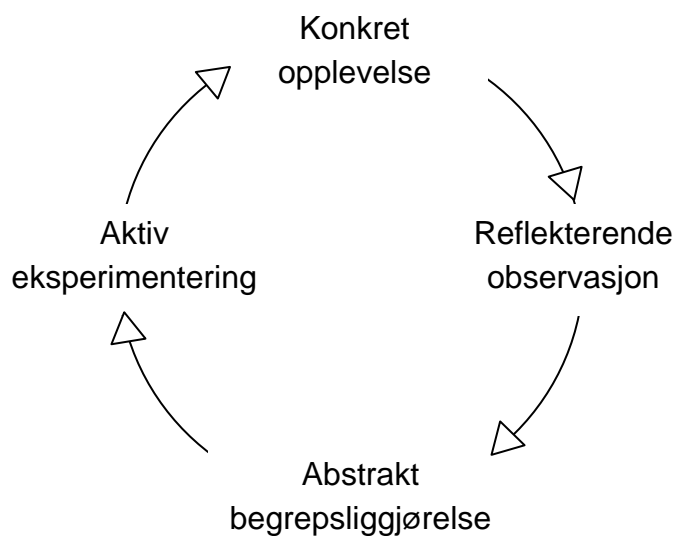 Konkret
opplevelse
Aktiv
eksperimentering
Reflekterende
observasjon
Abstrakt
begrepsliggjørelse